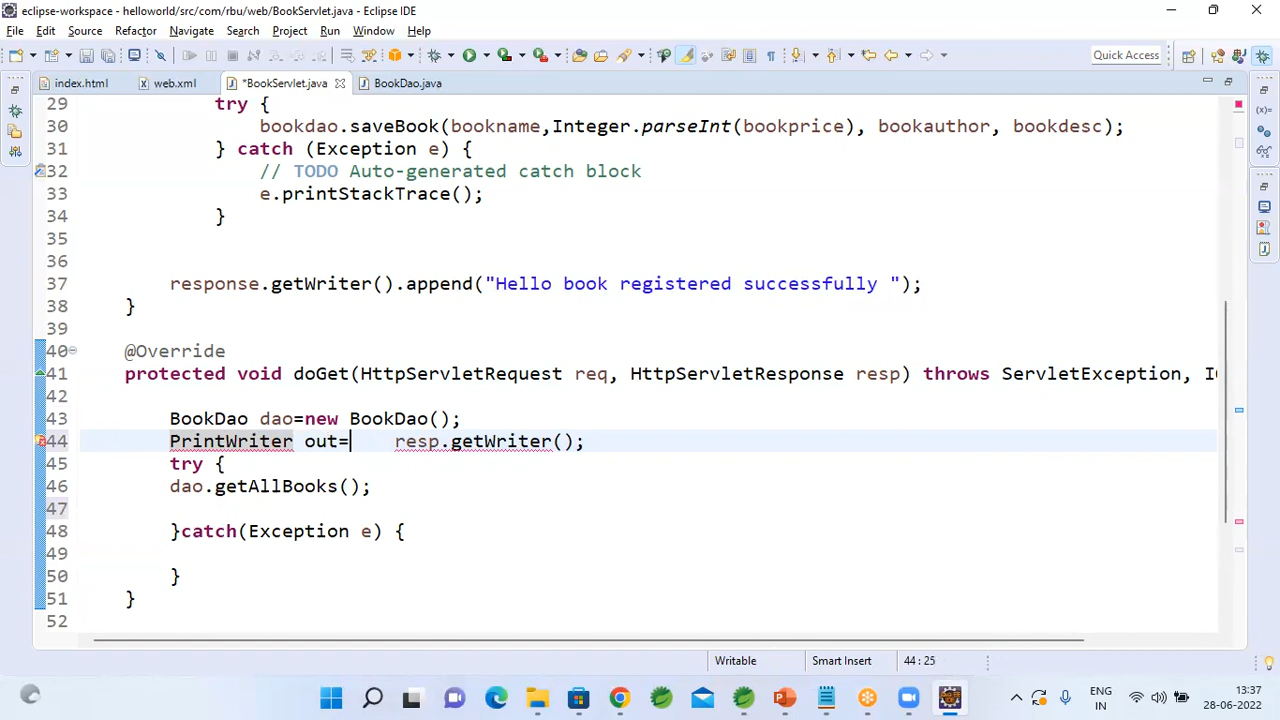 eclipse-workspace - helloworld/src/com/rbu/web/BookServlet.java - Eclipse IDE
File Edit Source Refactor Navigate Search Project Run Window Help
Quick Access
index.html web.xml *BookServlet.java BookDao.java
29 try {
30 bookdao.saveBook(bookname,Integer.parseInt(bookprice), bookauthor, bookdesc);
31 } catch (Exception e) {
32 // TODO Auto-generated catch block
33 e.printStackTrace();
34 }
35
36
37 response.getWriter().append("Hello book registered successfully ");
38 }
39
40 @Override
41 protected void doGet(HttpServletRequest req, HttpServletResponse resp) throws ServletException, I
42
43 BookDao dao=new BookDao();
44 PrintWriter out= resp.getWriter();
45 try {
46 dao.getAllBooks();
47
48 }catch(Exception e) {
49
50 }
51 }
52
Writable Smart Insert 44 : 25
ENG
IN
13:37
28-06-2022